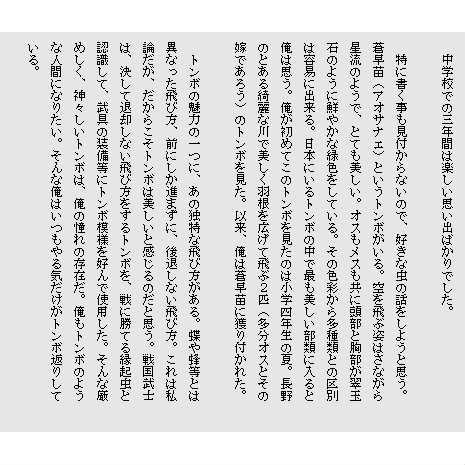 中学校での三年間は楽しい思い出ばかりでした。
特に書く事も見付からないので、好きな虫の話をしようと思う。
蒼早苗（アオサナエ）というトンボがいる。空を飛ぶ姿はさながら
星流のようで、とても美しい。オスもメスも共に頭部と胸部が翠玉
石のように鮮やかな緑色をしている。その色彩から多種類との区別
は容易に出来る。日本にいるトンボの中で最も美しい部類に入ると
俺は思う。俺が初めてこのトンボを見たのは小学四年生の夏。長野
のとある綺麗な川で美しく羽根を広げて飛ぶ２匹（多分オスとその
嫁であろう）のトンボを見た。以来、俺は蒼早苗に獲り付かれた。
トンボの魅力の一つに、あの独特な飛び方がある。蝶や蜂等とは
異なった飛び方、前にしか進まずに、後退しない飛び方。これは私
論だが、だからこそトンボは美しいと感じるのだと思う。戦国武士
は、決して退却しない飛び方をするトンボを、戦に勝てる縁起虫と
認識して、武具の装備等にトンボ模様を好んで使用した。そんな厳
めしく、神々しいトンボは、俺の憧れの存在だ。俺もトンボのよう
な人間になりたい。そんな俺はいつもやる気だけがトンボ返りして
いる。